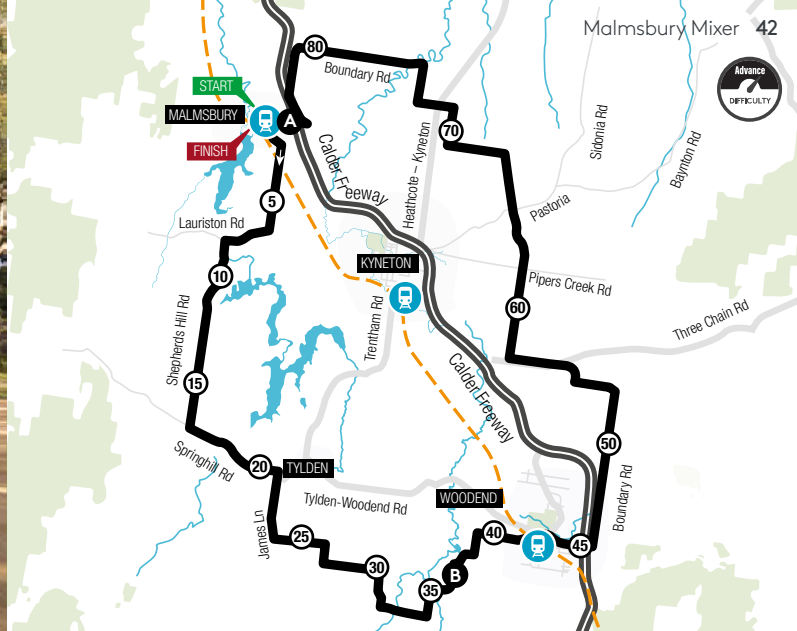 Malmsbury Mixer 42
Advance
DIFFICULTY
80
Boundary Rd
START
MALMSBURY
A
FINISH
70
Calder Freeway
Heathcote – Kyneton
Sidonia Rd
Baynton Rd
5
Lauriston Rd
Pastoria
KYNETON
10
Pipers Creek Rd
60
Trentham Rd
Three Chain Rd
Shepherds Hill Rd
15
Calder Freeway
50
Springhill Rd
20
TYLDEN
WOODEND
Boundary Rd
Tylden-Woodend Rd
James Ln
25
40
45
30
B
35